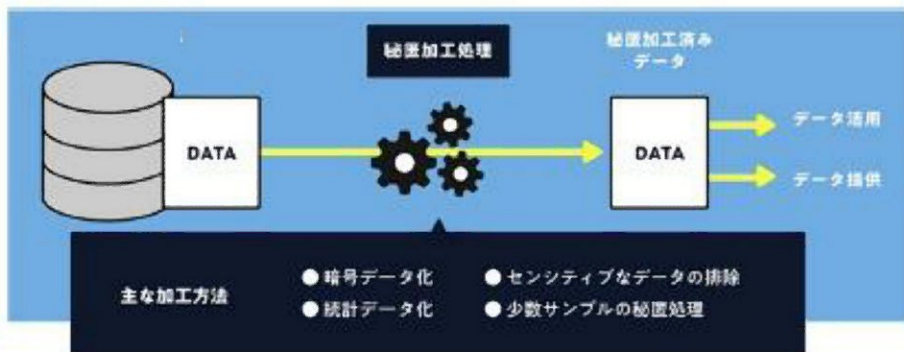 秘匿加工処理
秘匿加工済み
データ
DATA
DATA
データ活用
データ提供
主な加工方法
● 暗号データ化
● センシティブなデータの排除
● 統計データ化
● 少数サンプルの秘匿処理